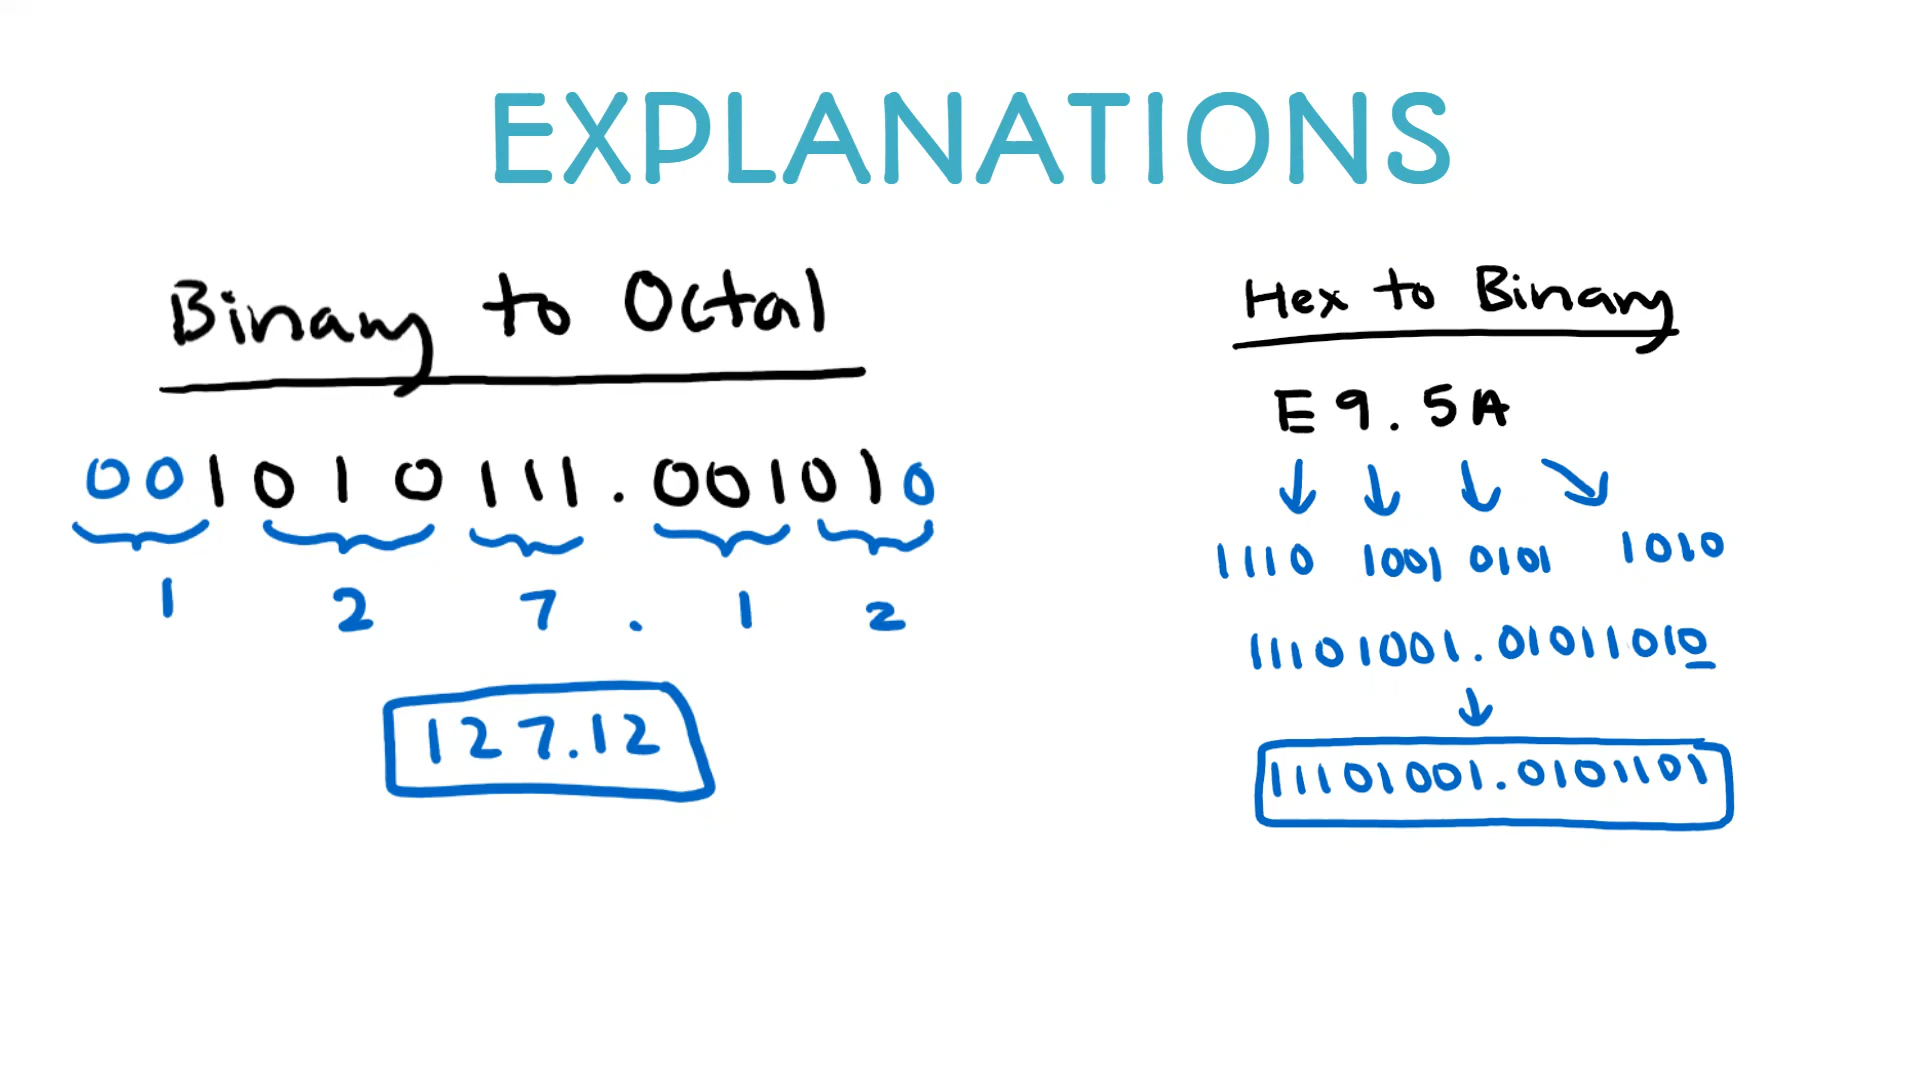 EXPLANATIONS
Binary to Octal
001010111.001010
1 2 7 . 1 2
127.12
Hex to Binary
E9.5A
1110 1001 0101 1010
11101001.01011010
11101001.0101101